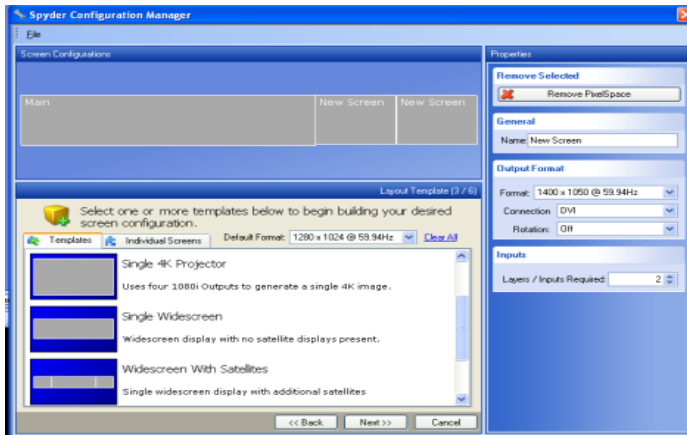 Spyder Configuration Manager
File
Screen Configurations
Main
New Screen
New Screen
Layout Template (3 / 6)
Select one or more templates below to begin building your desired
screen configuration.
Templates
Individual Screens
Default Format: 1280 x 1024 @ 59.94Hz
Clear All
Single 4K Projector
Uses four 1080i Outputs to generate a single 4K image.
Single Widescreen
Widescreen display with no satellite displays present.
Widescreen With Satellites
Single widescreen display with additional satellites
<< Back
Next >>
Cancel
Properties
Remove Selected
Remove PixelSpace
General
Name: New Screen
Output Format
Format: 1400 x 1050 @ 59.94Hz
Connection DVI
Rotation: Off
Inputs
Layers / Inputs Required: 2